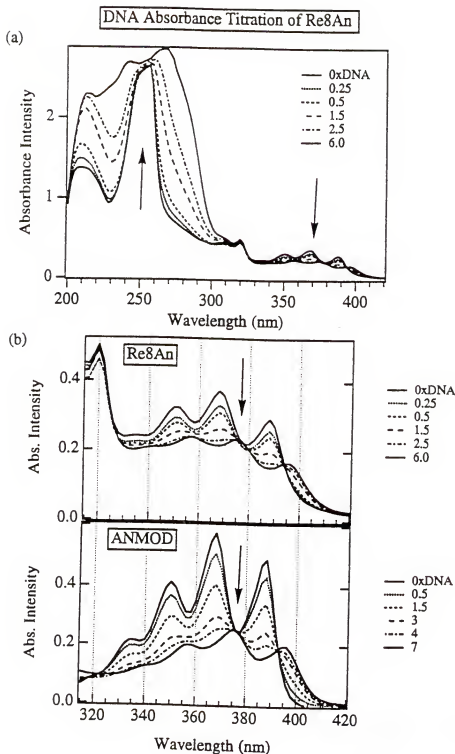 DNA Absorbance Titration of Re8An
(a)
Absorbance Intensity
2
1
0
0xDNA
0.25
0.5
1.5
2.5
6.0
200
250
300
350
400
Wavelength (nm)
(b)
Re8An
Abs. Intensity
0.4
0.2
0.0
0xDNA
0.25
0.5
1.5
2.5
6.0
ANMOD
Abs. Intensity
0.4
0.2
0.0
0xDNA
0.5
1.5
3
4
7
320
340
360
380
400
420
Wavelength (nm)